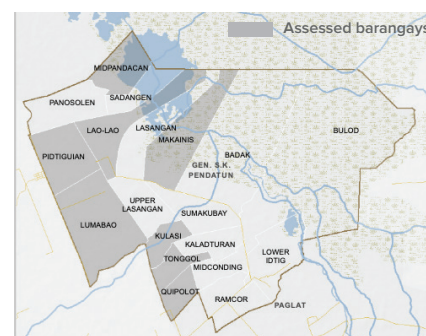 Assessed barangays
MIDPANDACAN
PANOSOLEN
SADANGEN
LAO-LAO
LASANGAN
MAKAINIS
BULOD
PIDTIGUIAN
BADAK
GEN. S.K.
PENDATUN
UPPER
LASANGAN
SUMAKUBAY
LUMABAO
KULASI
KALADTURAN
TONGGOL
MIDCONDING
LOWER
IDTIG
QUIPOLOT
RAMCOR
PAGLAT